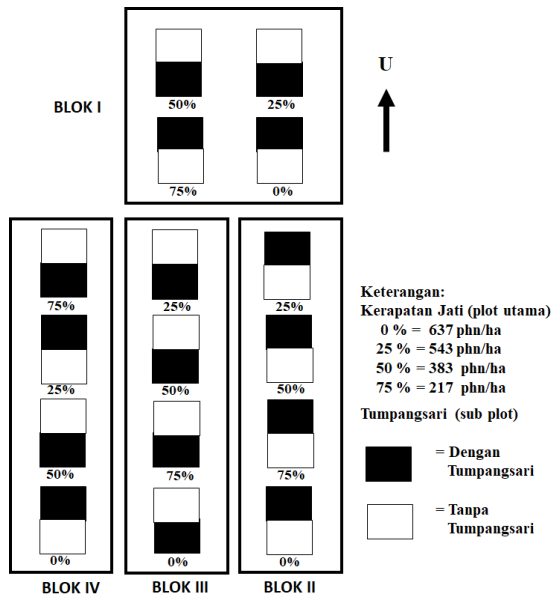 BLOK I
50%
25%
75%
0%
U
75%
25%
50%
0%
BLOK IV
25%
50%
75%
0%
BLOK III
25%
50%
75%
0%
BLOK II
Keterangan:
Kerapatan Jati (plot utama)
0 % = 637 phn/ha
25 % = 543 phn/ha
50 % = 383 phn/ha
75 % = 217 phn/ha
Tumpangsari (sub plot)
= Dengan
Tumpangsari
= Tanpa
Tumpangsari